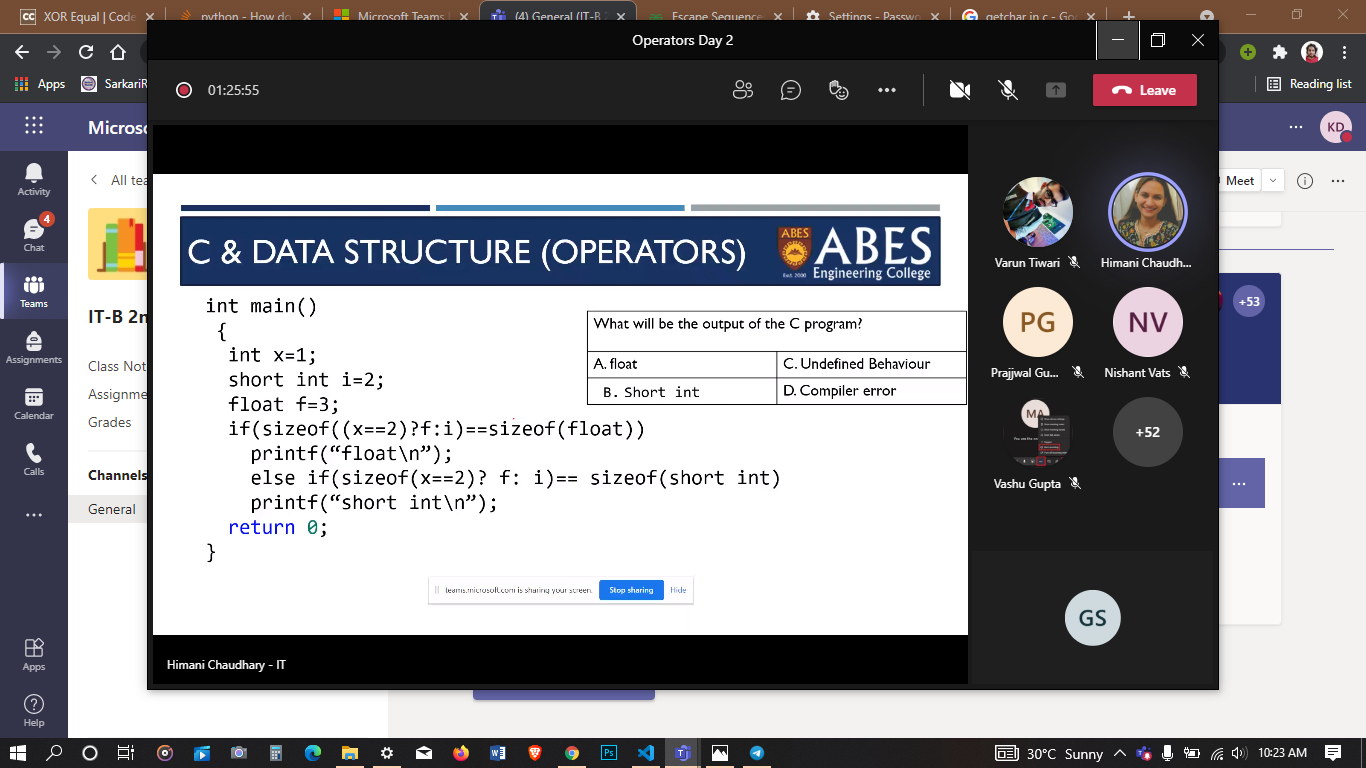 XOR Equal | Code
python - How do
Microsoft Teams
(4) General (IT-B 2
Escape Sequence
Settings - Passwo
getchar in c - Go
Operators Day 2
Apps
SarkariR
Reading list
01:25:55
Leave
Microso
KD
Activity
Chat
4
Teams
Assignments
Calendar
Calls
Apps
Help
All tea
IT-B 2n
Class Not
Assignme
Grades
Channels
General
Meet
+53
C & DATA STRUCTURE (OPERATORS)
ABES
Est. 2000
ABES
Engineering College
int main()
{
int x=1;
short int i=2;
float f=3;
if(sizeof((x==2)?f:i)==sizeof(float))
printf(“float\n”);
else if(sizeof(x==2)? f: i)== sizeof(short int)
printf(“short int\n”);
return 0;
}
What will be the output of the C program?
A. float
C. Undefined Behaviour
B. Short int
D. Compiler error
teams.microsoft.com is sharing your screen.
Stop sharing
Hide
Himani Chaudhary - IT
Varun Tiwari
Himani Chaudh...
PG
NV
Prajjwal Gu...
Nishant Vats
MA
+52
Vashu Gupta
GS
30°C Sunny
10:23 AM